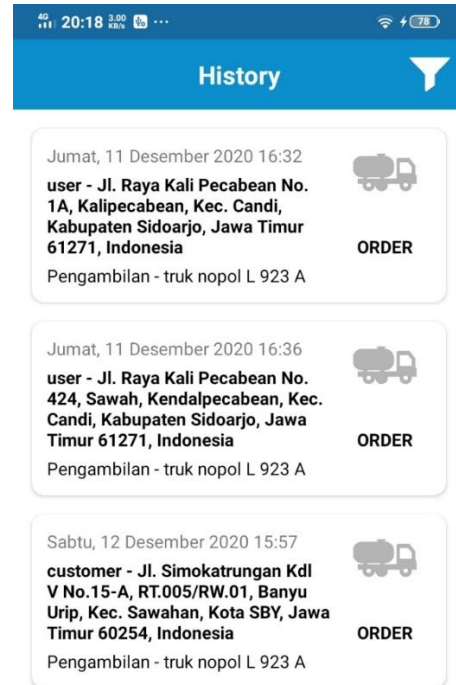 4G 20:18 3.00 KB/s ... 78
History
Jumat, 11 Desember 2020 16:32
user - Jl. Raya Kali Pecabean No.
1A, Kalipecabean, Kec. Candi,
Kabupaten Sidoarjo, Jawa Timur
61271, Indonesia
ORDER
Pengambilan - truk nopol L 923 A
Jumat, 11 Desember 2020 16:36
user - Jl. Raya Kali Pecabean No.
424, Sawah, Kendalpecabean, Kec.
Candi, Kabupaten Sidoarjo, Jawa
Timur 61271, Indonesia
ORDER
Pengambilan - truk nopol L 923 A
Sabtu, 12 Desember 2020 15:57
customer - Jl. Simokatrungan Kdl
V No.15-A, RT.005/RW.01, Banyu
Urip, Kec. Sawahan, Kota SBY, Jawa
Timur 60254, Indonesia
ORDER
Pengambilan - truk nopol L 923 A